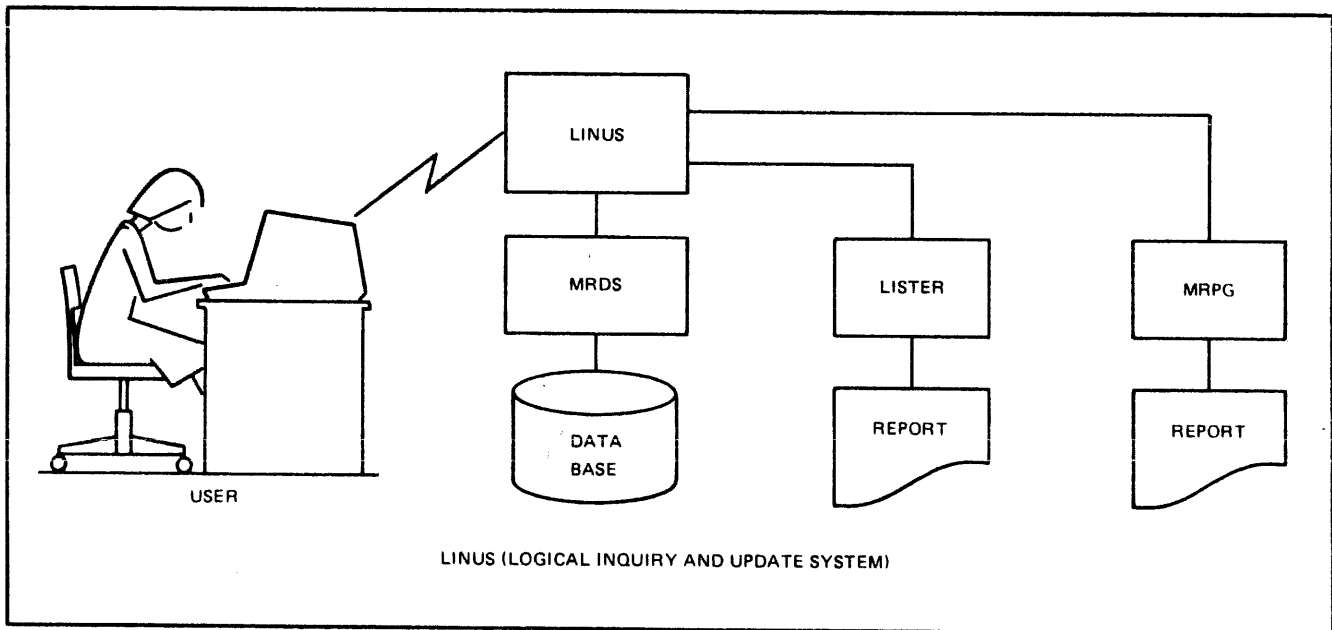 LINUS
MRDS
LISTER
MRPG
DATA
BASE
REPORT
REPORT
USER
LINUS (LOGICAL INQUIRY AND UPDATE SYSTEM)